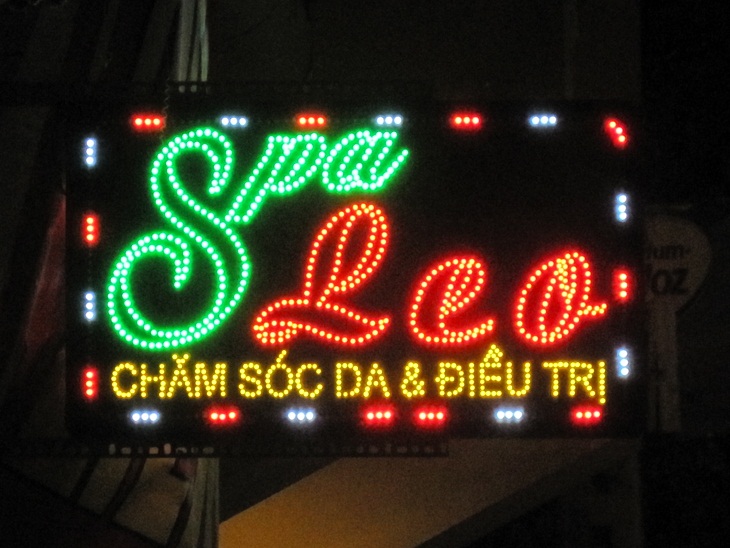 Spa
Leo
CHĂM SÓC DA & ĐIỀU TRỊ